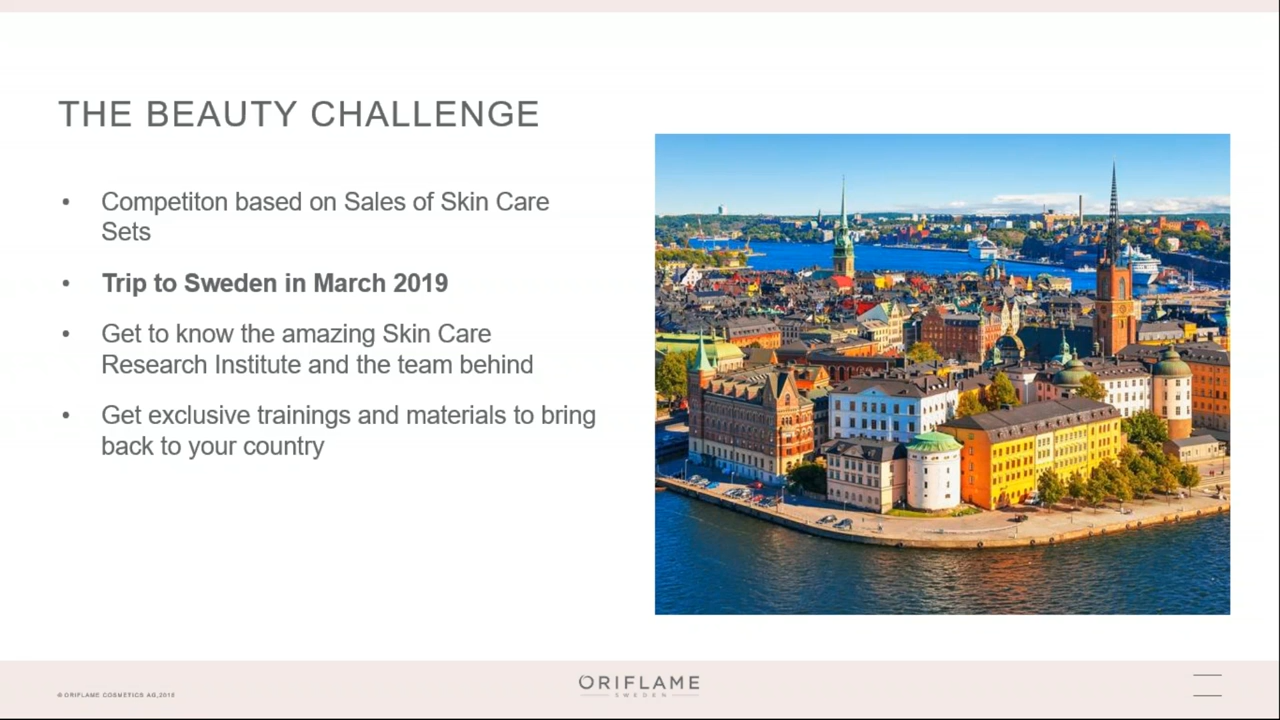 THE BEAUTY CHALLENGE
• Competiton based on Sales of Skin Care
Sets
• Trip to Sweden in March 2019
• Get to know the amazing Skin Care
Research Institute and the team behind
• Get exclusive trainings and materials to bring
back to your country
© ORIFLAME COSMETICS AG, 2018
ORIFLAME
SWEDEN